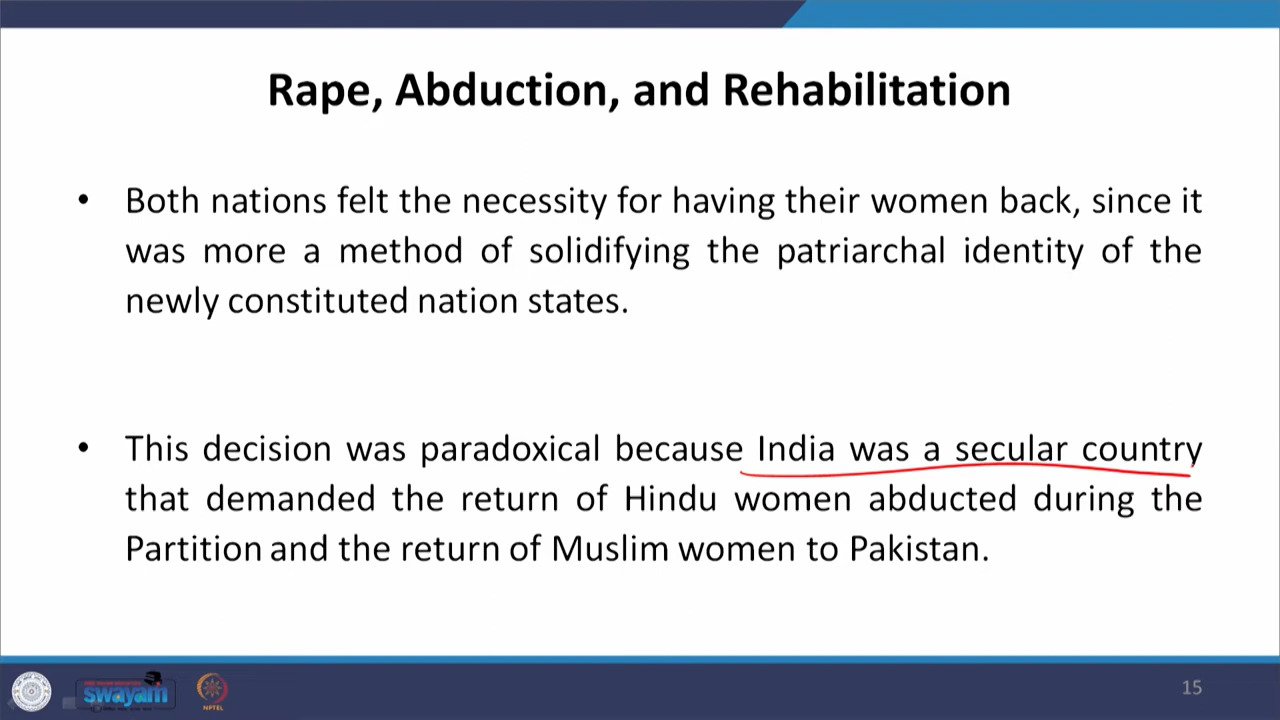 Rape, Abduction, and Rehabilitation
• Both nations felt the necessity for having their women back, since it
was more a method of solidifying the patriarchal identity of the
newly constituted nation states.
• This decision was paradoxical because India was a secular country
that demanded the return of Hindu women abducted during the
Partition and the return of Muslim women to Pakistan.
swayam
NPTEL
15